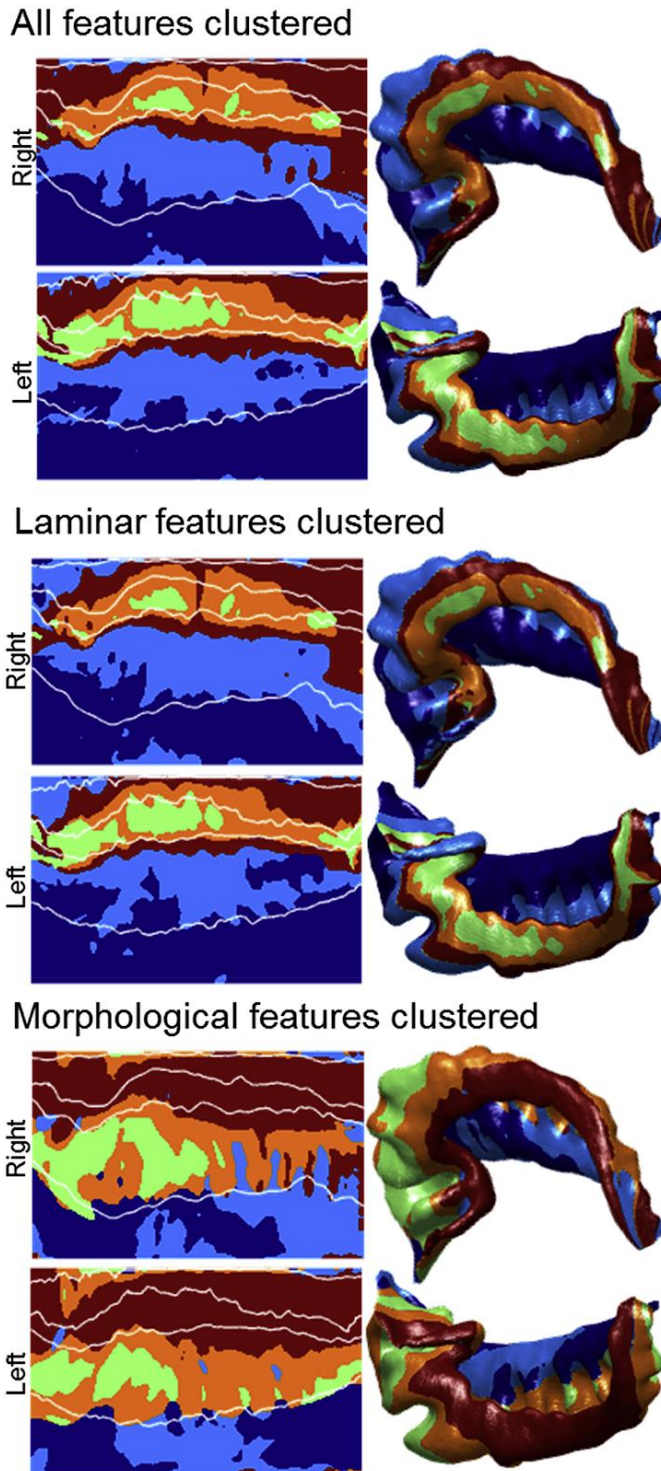 All features clustered
Right
Left
Laminar features clustered
Right
Left
Morphological features clustered
Right
Left